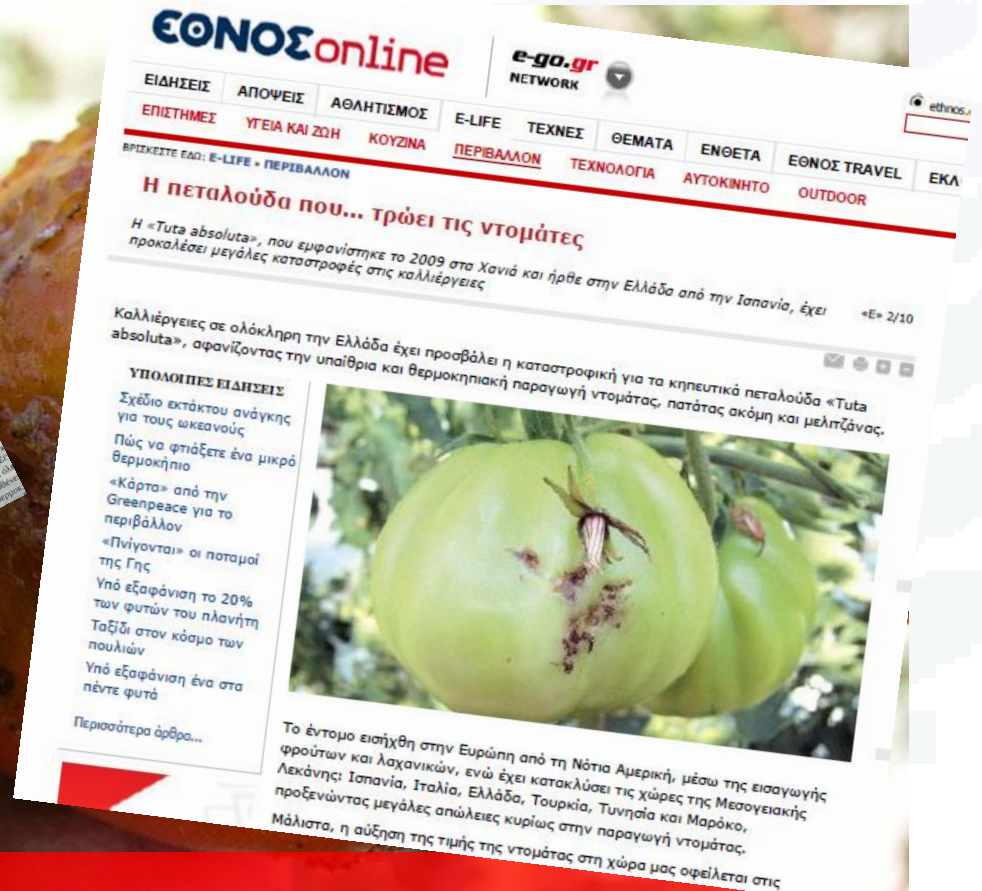 ΕΘΝΟΣonline
e-go.gr
NETWORK
ethnos.
ΕΙΔΗΣΕΙΣ ΑΠΟΨΕΙΣ ΑΘΛΗΤΙΣΜΟΣ E-LIFE ΤΕΧΝΕΣ ΘΕΜΑΤΑ ΕΝΘΕΤΑ ΕΘΝΟΣ TRAVEL ΕΚΛ
ΕΠΙΣΤΗΜΕΣ ΥΓΕΙΑ ΚΑΙ ΖΩΗ ΚΟΥΖΙΝΑ ΠΕΡΙΒΑΛΛΟΝ ΤΕΧΝΟΛΟΓΙΑ ΑΥΤΟΚΙΝΗΤΟ OUTDOOR
ΒΡΙΣΚΕΣΤΕ ΕΔΩ: E-LIFE » ΠΕΡΙΒΑΛΛΟΝ
Η πεταλούδα που... τρώει τις ντομάτες
Η «Tuta absoluta», που εμφανίστηκε το 2009 στα Χανιά και ήρθε στην Ελλάδα από την Ισπανία, έχει
προκαλέσει μεγάλες καταστροφές στις καλλιέργειες
«Ε» 2/10
Καλλιέργειες σε ολόκληρη την Ελλάδα έχει προσβάλει η καταστροφική για τα κηπευτικά πεταλούδα «Tuta
absoluta», αφανίζοντας την υπαίθρια και θερμοκηπιακή παραγωγή ντομάτας, πατάτας ακόμη και μελιτζάνας.
ΥΠΟΛΟΙΠΕΣ ΕΙΔΗΣΕΙΣ
Σχέδιο εκτάκτου ανάγκης
για τους ωκεανούς
Πώς να φτιάξετε ένα μικρό
θερμοκήπιο
«Κάρτα» από την
Greenpeace για το
περιβάλλον
«Πνίγονται» οι ποταμοί
της Γης
Υπό εξαφάνιση το 20%
των φυτών του πλανήτη
Ταξίδι στον κόσμο των
πουλιών
Υπό εξαφάνιση ένα στα
πέντε φυτά
Περισσότερα άρθρα...
Το έντομο εισήχθη στην Ευρώπη από τη Νότια Αμερική, μέσω της εισαγωγής
φρούτων και λαχανικών, ενώ έχει κατακλύσει τις χώρες της Μεσογειακής
Λεκάνης: Ισπανία, Ιταλία, Ελλάδα, Τουρκία, Τυνησία και Μαρόκο,
προξενώντας μεγάλες απώλειες κυρίως στην παραγωγή ντομάτας.
Μάλιστα, η αύξηση της τιμής της ντομάτας στη χώρα μας οφείλεται στις